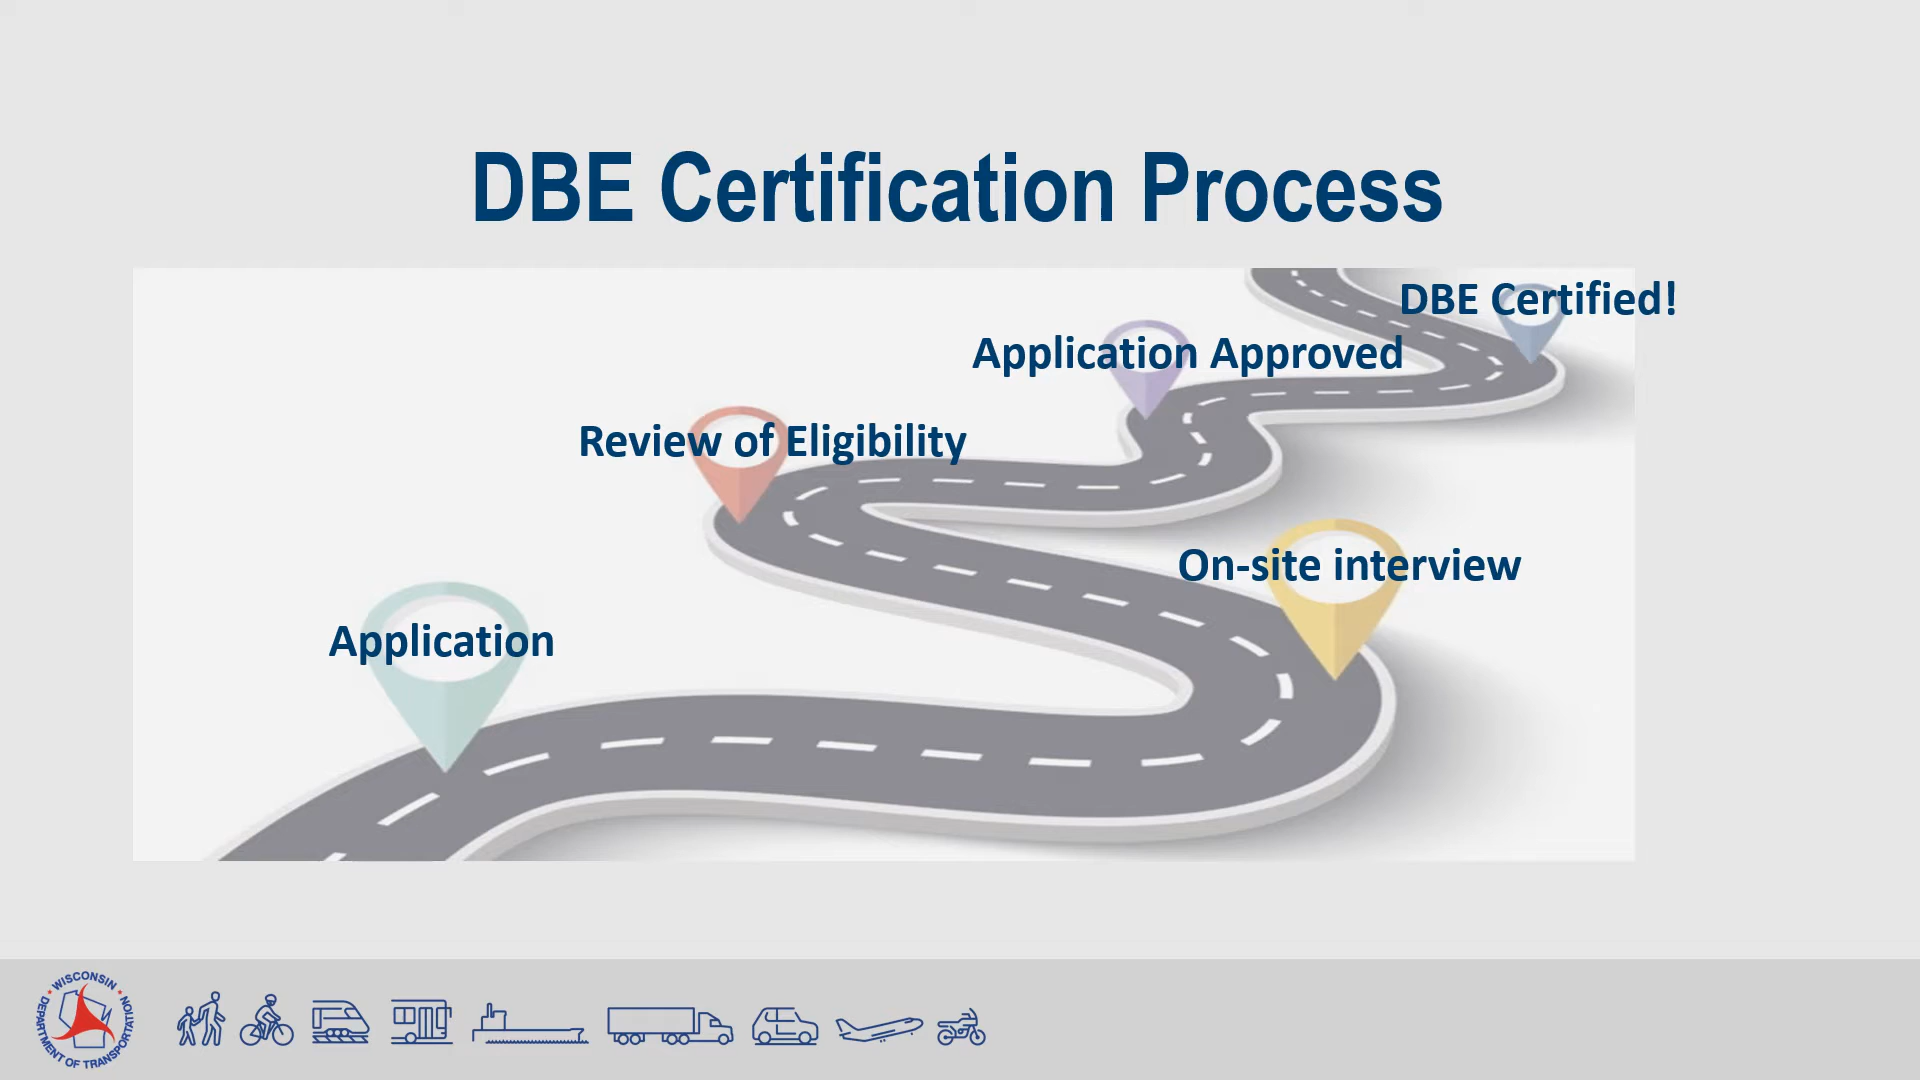 DBE Certification Process
DBE Certified!
Application Approved
Review of Eligibility
On-site interview
Application
WISCONSIN
DEPARTMENT OF TRANSPORTATION